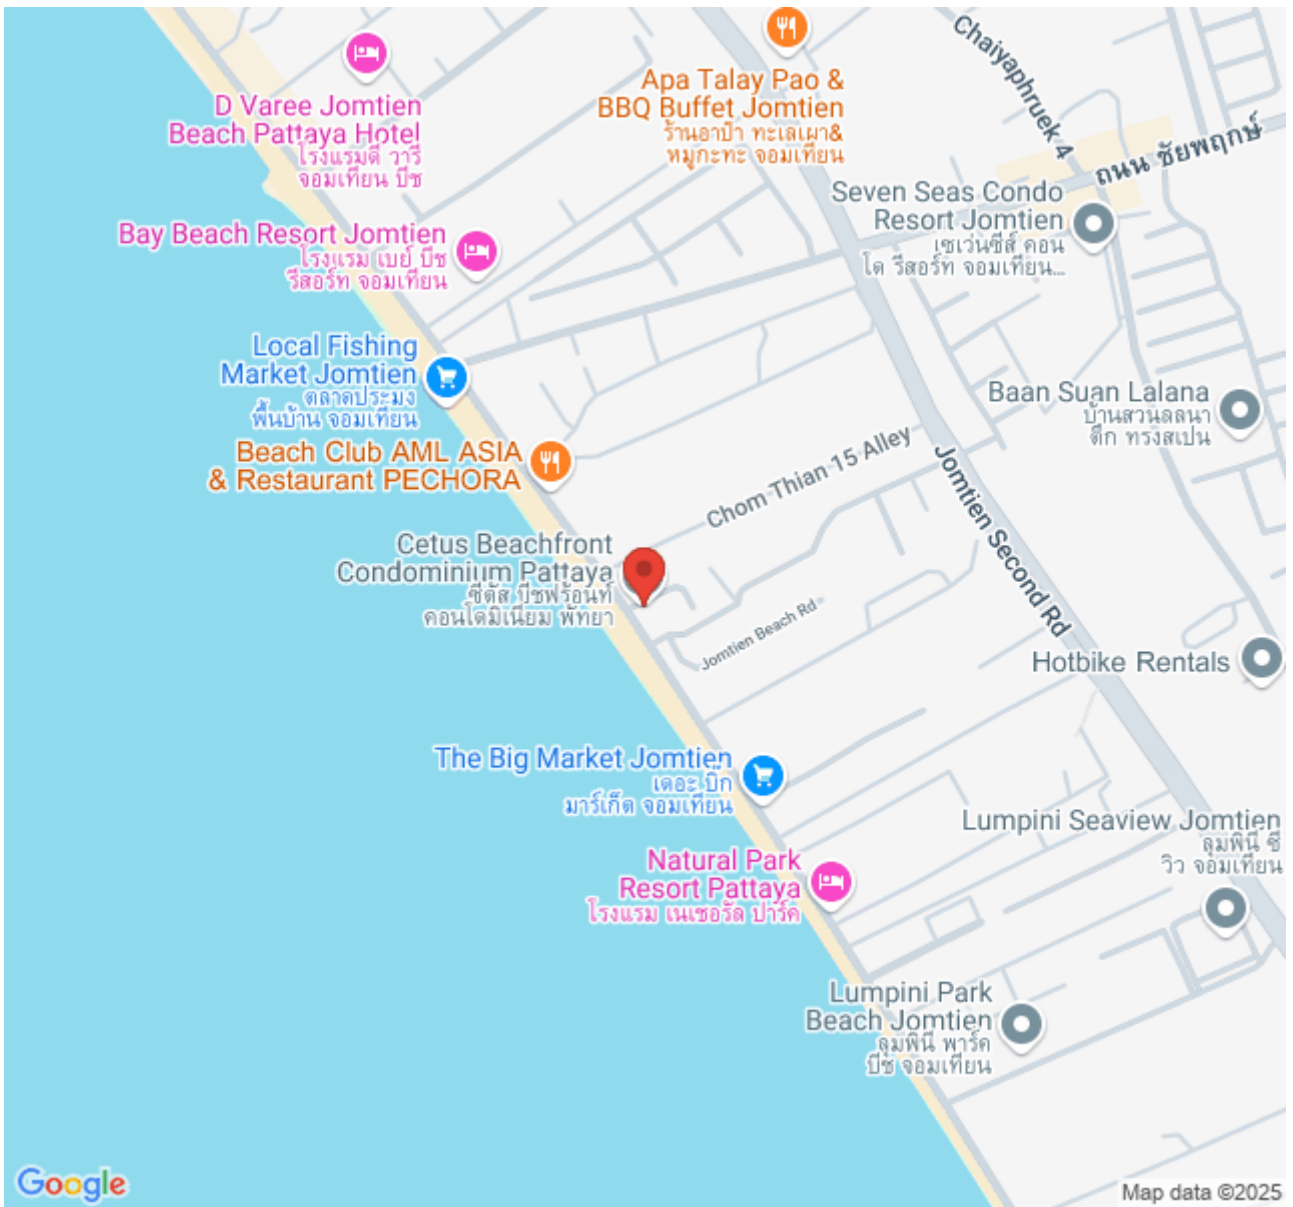 Chaiyaphruek 4
Apa Talay Pao &
BBQ Buffet Jomtien
ร้านอาป๋า ทะเลเผา&
หมูกะทะ จอมเทียน
D Varee Jomtien
Beach Pattaya Hotel
โรงแรมดี วารี
จอมเทียน บีช
ถนน ชัยพฤกษ์
Seven Seas Condo
Resort Jomtien
เซเว่นซีส์ คอน
โด รีสอร์ท จอมเทียน...
Bay Beach Resort Jomtien
โรงแรม เบย์ บีช
รีสอร์ท จอมเทียน
Local Fishing
Market Jomtien
ตลาดประมง
พื้นบ้าน จอมเทียน
Baan Suan Lalana
บ้านสวนลลนา
ตึก ทรงสเปน
Beach Club AML ASIA
& Restaurant PECHORA
Chom Thian 15 Alley
Jomtien Second Rd
Cetus Beachfront
Condominium Pattaya
ซีตัส บีชฟร้อนท์
คอนโดมิเนียม พัทยา
Jomtien Beach Rd
Hotbike Rentals
The Big Market Jomtien
เดอะ บิ๊ก
มาร์เก็ต จอมเทียน
Lumpini Seaview Jomtien
ลุมพินี ซี
วิว จอมเทียน
Natural Park
Resort Pattaya
โรงแรม เนเชอรัล ปาร์ค
Lumpini Park
Beach Jomtien
ลุมพินี พาร์ค
บีช จอมเทียน
Google
Map data ©2025